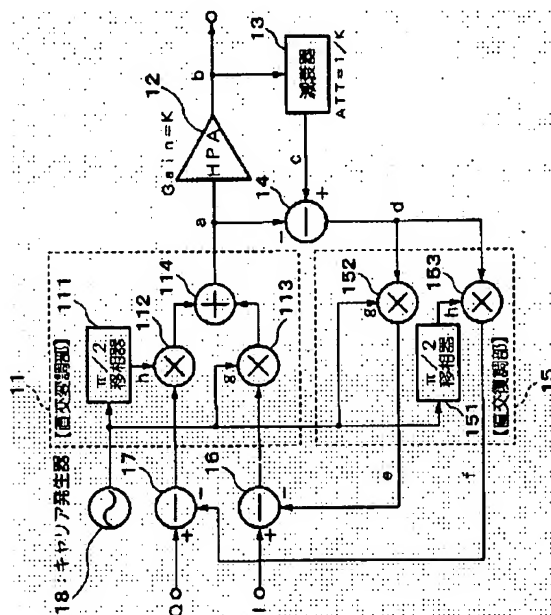 11
【直交変調部】
111
π/2
移相器
h
112
114
g
113
18:キャリア発生器
17
16
Q
I
+
-
+
-
a
Gain=K
12
HPA
b
13
減衰器
ATT=1/K
c
14
-
+
d
152
g
153
h
π/2
移相器
151
【直交復調部】
15
e
f